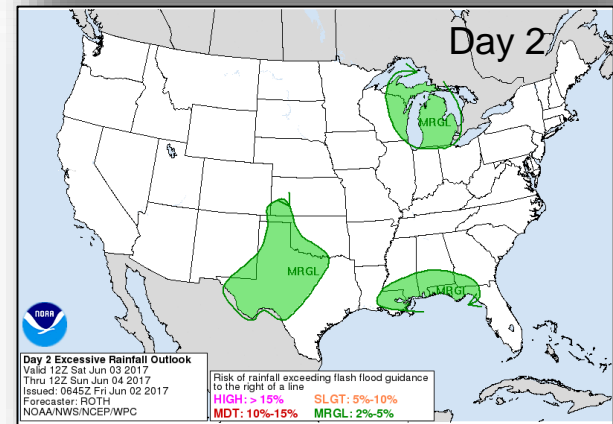 Day 2
MRGL
MRGL
MRGL
NOAA
Day 2 Excessive Rainfall Outlook
Valid 12Z Sat Jun 03 2017
Thru 12Z Sun Jun 04 2017
Issued: 0645Z Fri Jun 02 2017
Forecaster: ROTH
NOAA/NWS/NCEP/WPC
Risk of rainfall exceeding flash flood guidance
to the right of a line
HIGH: > 15% SLGT: 5%-10%
MDT: 10%-15% MRGL: 2%-5%